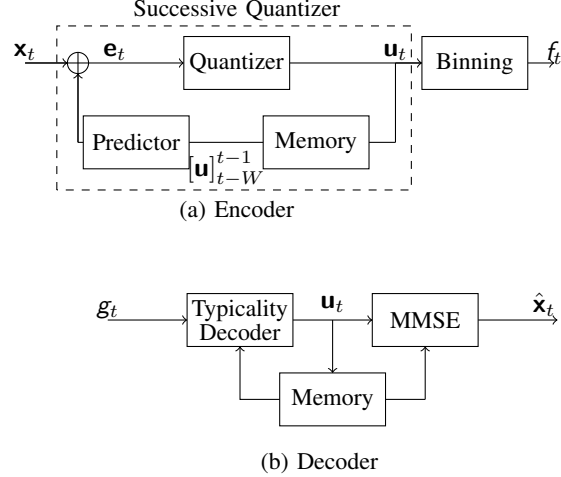 Successive Quantizer
𝐱_t 𝐞_t Quantizer 𝐮_t Binning f_t
Predictor [𝐮]_{t-W}^{t-1} Memory
(a) Encoder
g_t Typicality Decoder 𝐮_t MMSE x̂_t
Memory
(b) Decoder